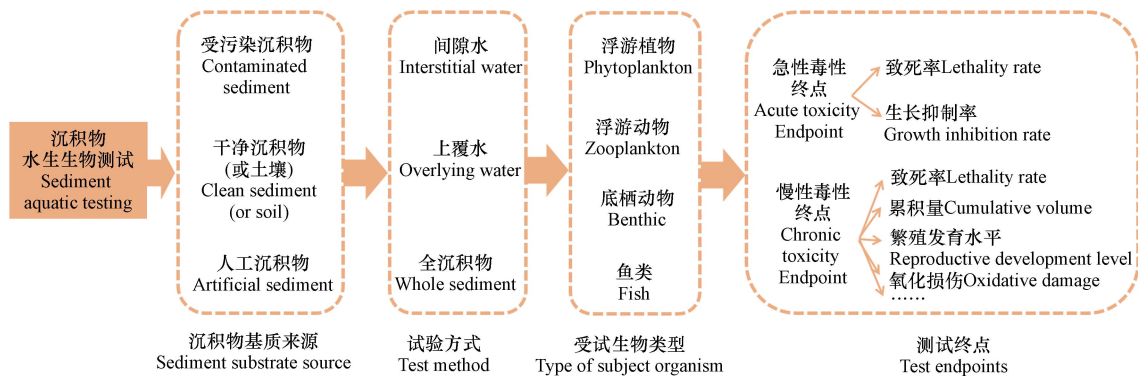 沉积物
水生生物测试
Sediment
aquatic testing
受污染沉积物
Contaminated
sediment
干净沉积物
(或土壤)
Clean sediment
(or soil)
人工沉积物
Artificial sediment
沉积物基质来源
Sediment substrate source
间隙水
Interstitial water
上覆水
Overlying water
全沉积物
Whole sediment
试验方式
Test method
浮游植物
Phytoplankton
浮游动物
Zooplankton
底栖动物
Benthic
鱼类
Fish
受试生物类型
Type of subject organism
急性毒性
终点
Acute toxicity
Endpoint
致死率Lethality rate
生长抑制率
Growth inhibition rate
慢性毒性
终点
Chronic
toxicity
Endpoint
致死率Lethality rate
累积量Cumulative volume
繁殖发育水平
Reproductive development level
氧化损伤Oxidative damage
……
测试终点
Test endpoints